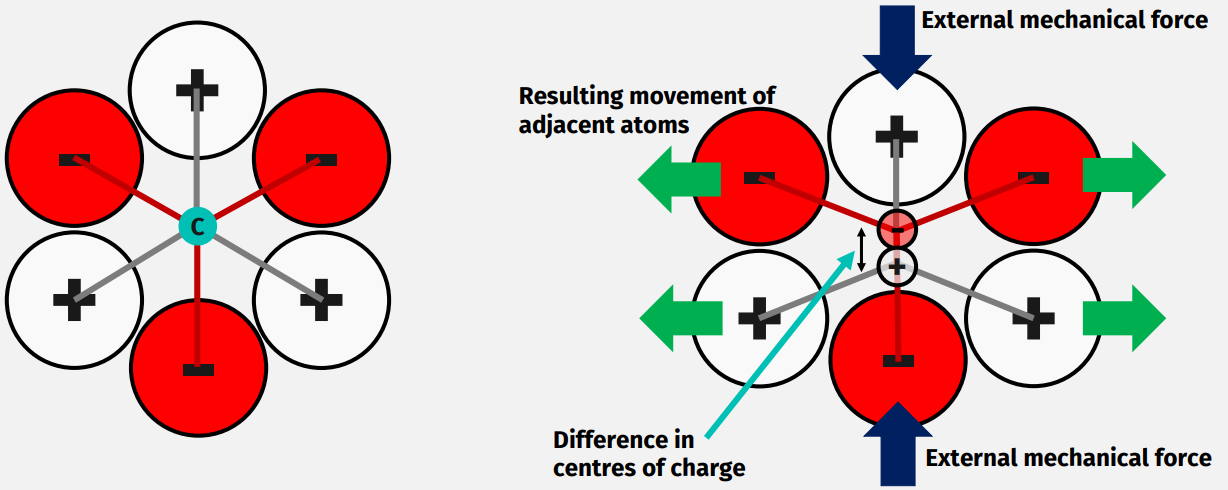 C
External mechanical force
Resulting movement of
adjacent atoms
Difference in
centres of charge
External mechanical force